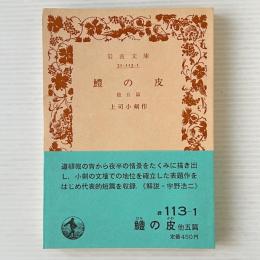 岩波文庫
31-113-1
鱧の皮
他五篇
上司小剣作
道頓堀の宵から夜半の情景をたくみに描き出
し、小剣の文壇での地位を確立した表題作を
はじめ代表的短篇を収録。(解説・宇野浩二)
緑113-1
鱧の皮 他五篇
定価450円